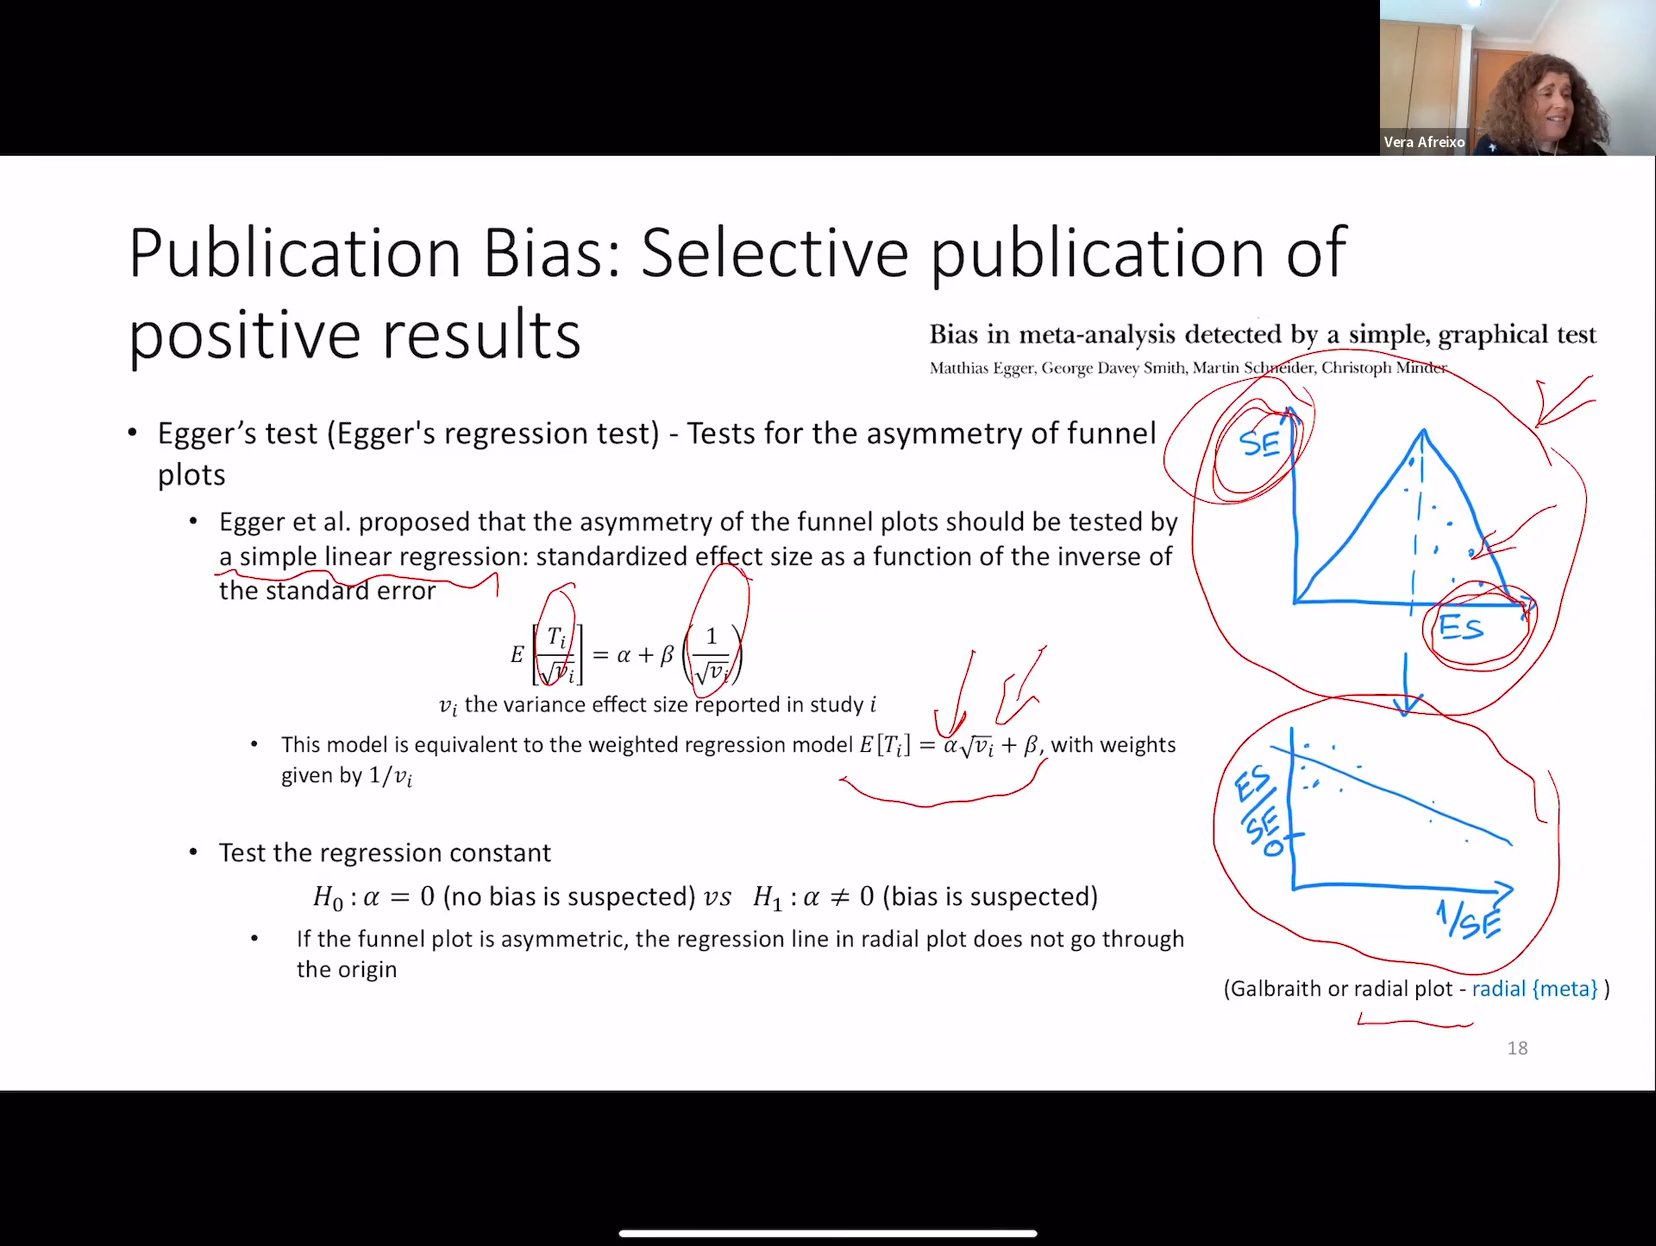 Vera Afreixo
Publication Bias: Selective publication of
positive results
Bias in meta-analysis detected by a simple, graphical test
Matthias Egger, George Davey Smith, Martin Schneider, Christoph Minder
• Egger’s test (Egger's regression test) - Tests for the asymmetry of funnel
plots
• Egger et al. proposed that the asymmetry of the funnel plots should be tested by
a simple linear regression: standardized effect size as a function of the inverse of
the standard error
E[T_i/√v_i] = α + β(1/√v_i)
v_i the variance effect size reported in study i
• This model is equivalent to the weighted regression model E[T_i] = α√v_i + β, with weights
given by 1/v_i
• Test the regression constant
H_0 : α = 0 (no bias is suspected) vs H_1 : α ≠ 0 (bias is suspected)
• If the funnel plot is asymmetric, the regression line in radial plot does not go through
the origin
SE
ES
ES/SE
0
1/SE
(Galbraith or radial plot - radial {meta} )
18